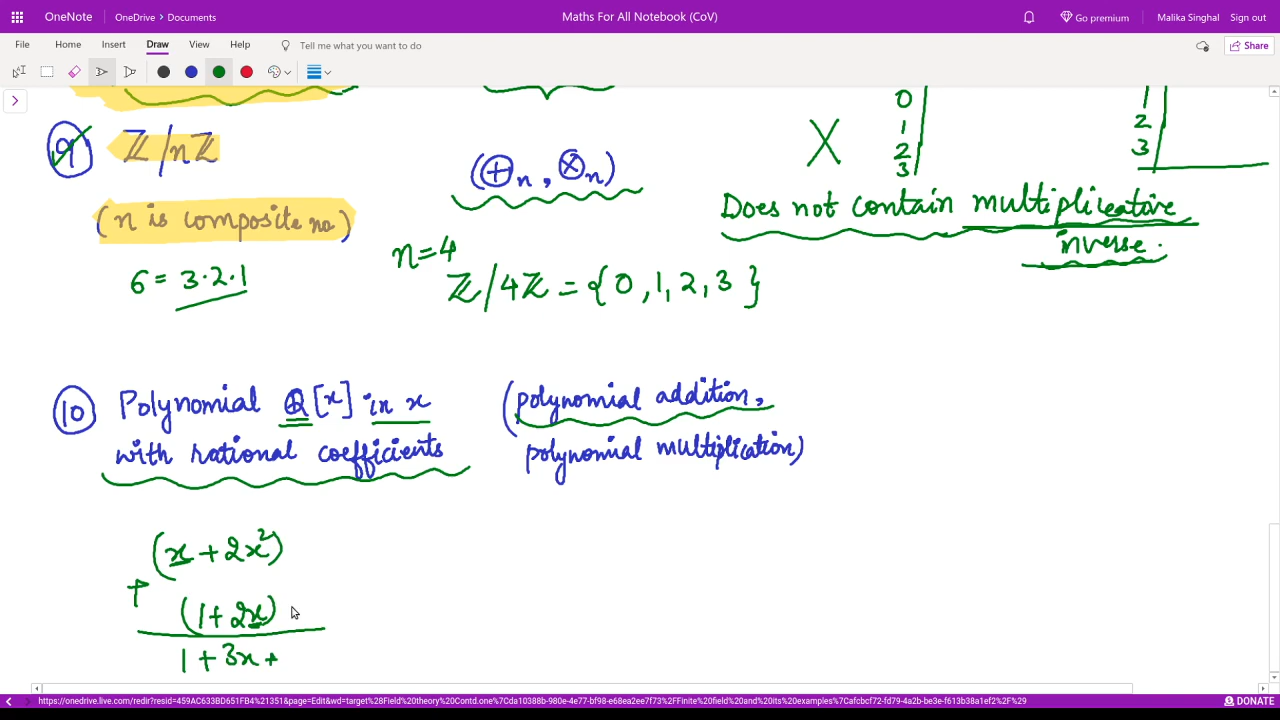 OneNote OneDrive › Documents Maths For All Notebook (CoV) Go premium Malika Singhal Sign out
File Home Insert Draw View Help Tell me what you want to do Share
0
1
2
3
1
2
3
X
9 ℤ/nℤ
(⊕n, ⊗n)
(n is composite no)
Does not contain multiplicative
inverse.
6 = 3·2·1
n=4
ℤ/4ℤ = {0, 1, 2, 3}
10 Polynomial ℚ[x] in x
with rational coefficients
(polynomial addition,
polynomial multiplication)
(x + 2x²)
+
(1 + 2x)
1 + 3x +
DONATE